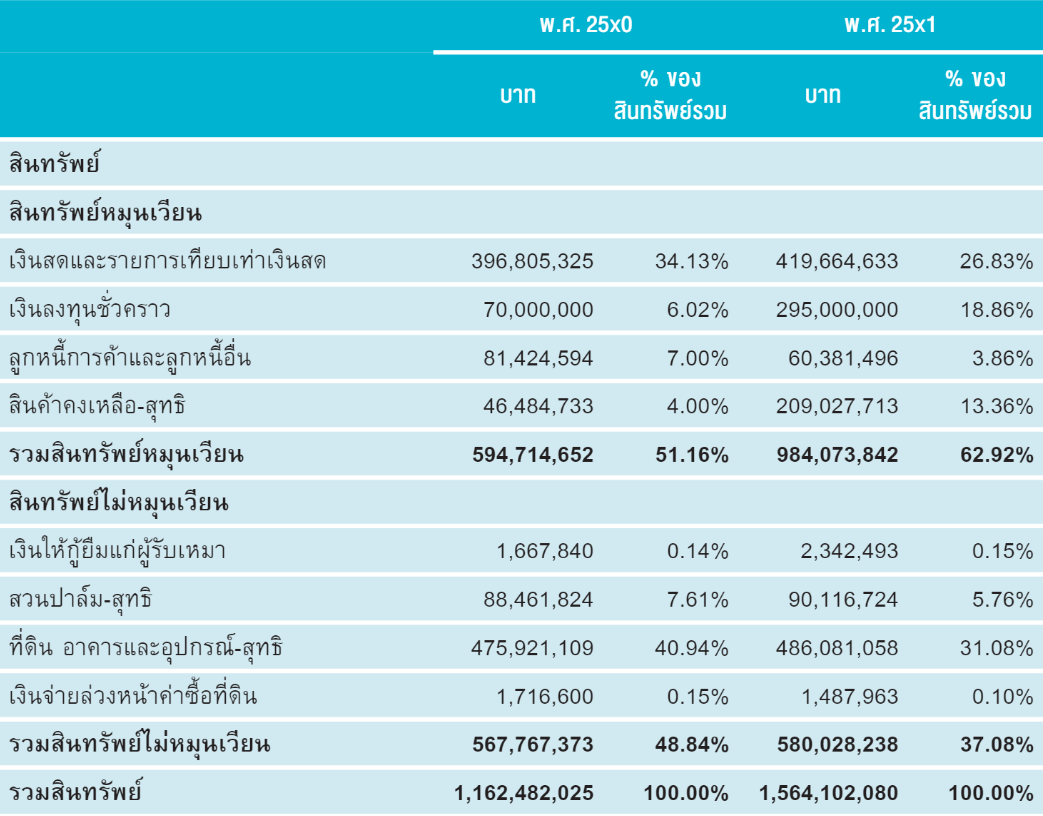 พ.ศ. 25x0 พ.ศ. 25x1
บาท % ของ สินทรัพย์รวม บาท % ของ สินทรัพย์รวม
สินทรัพย์
สินทรัพย์หมุนเวียน
เงินสดและรายการเทียบเท่าเงินสด 396,805,325 34.13% 419,664,633 26.83%
เงินลงทุนชั่วคราว 70,000,000 6.02% 295,000,000 18.86%
ลูกหนี้การค้าและลูกหนี้อื่น 81,424,594 7.00% 60,381,496 3.86%
สินค้าคงเหลือ-สุทธิ 46,484,733 4.00% 209,027,713 13.36%
รวมสินทรัพย์หมุนเวียน 594,714,652 51.16% 984,073,842 62.92%
สินทรัพย์ไม่หมุนเวียน
เงินให้กู้ยืมแก่ผู้รับเหมา 1,667,840 0.14% 2,342,493 0.15%
สวนปาล์ม-สุทธิ 88,461,824 7.61% 90,116,724 5.76%
ที่ดิน อาคารและอุปกรณ์-สุทธิ 475,921,109 40.94% 486,081,058 31.08%
เงินจ่ายล่วงหน้าค่าซื้อที่ดิน 1,716,600 0.15% 1,487,963 0.10%
รวมสินทรัพย์ไม่หมุนเวียน 567,767,373 48.84% 580,028,238 37.08%
รวมสินทรัพย์ 1,162,482,025 100.00% 1,564,102,080 100.00%